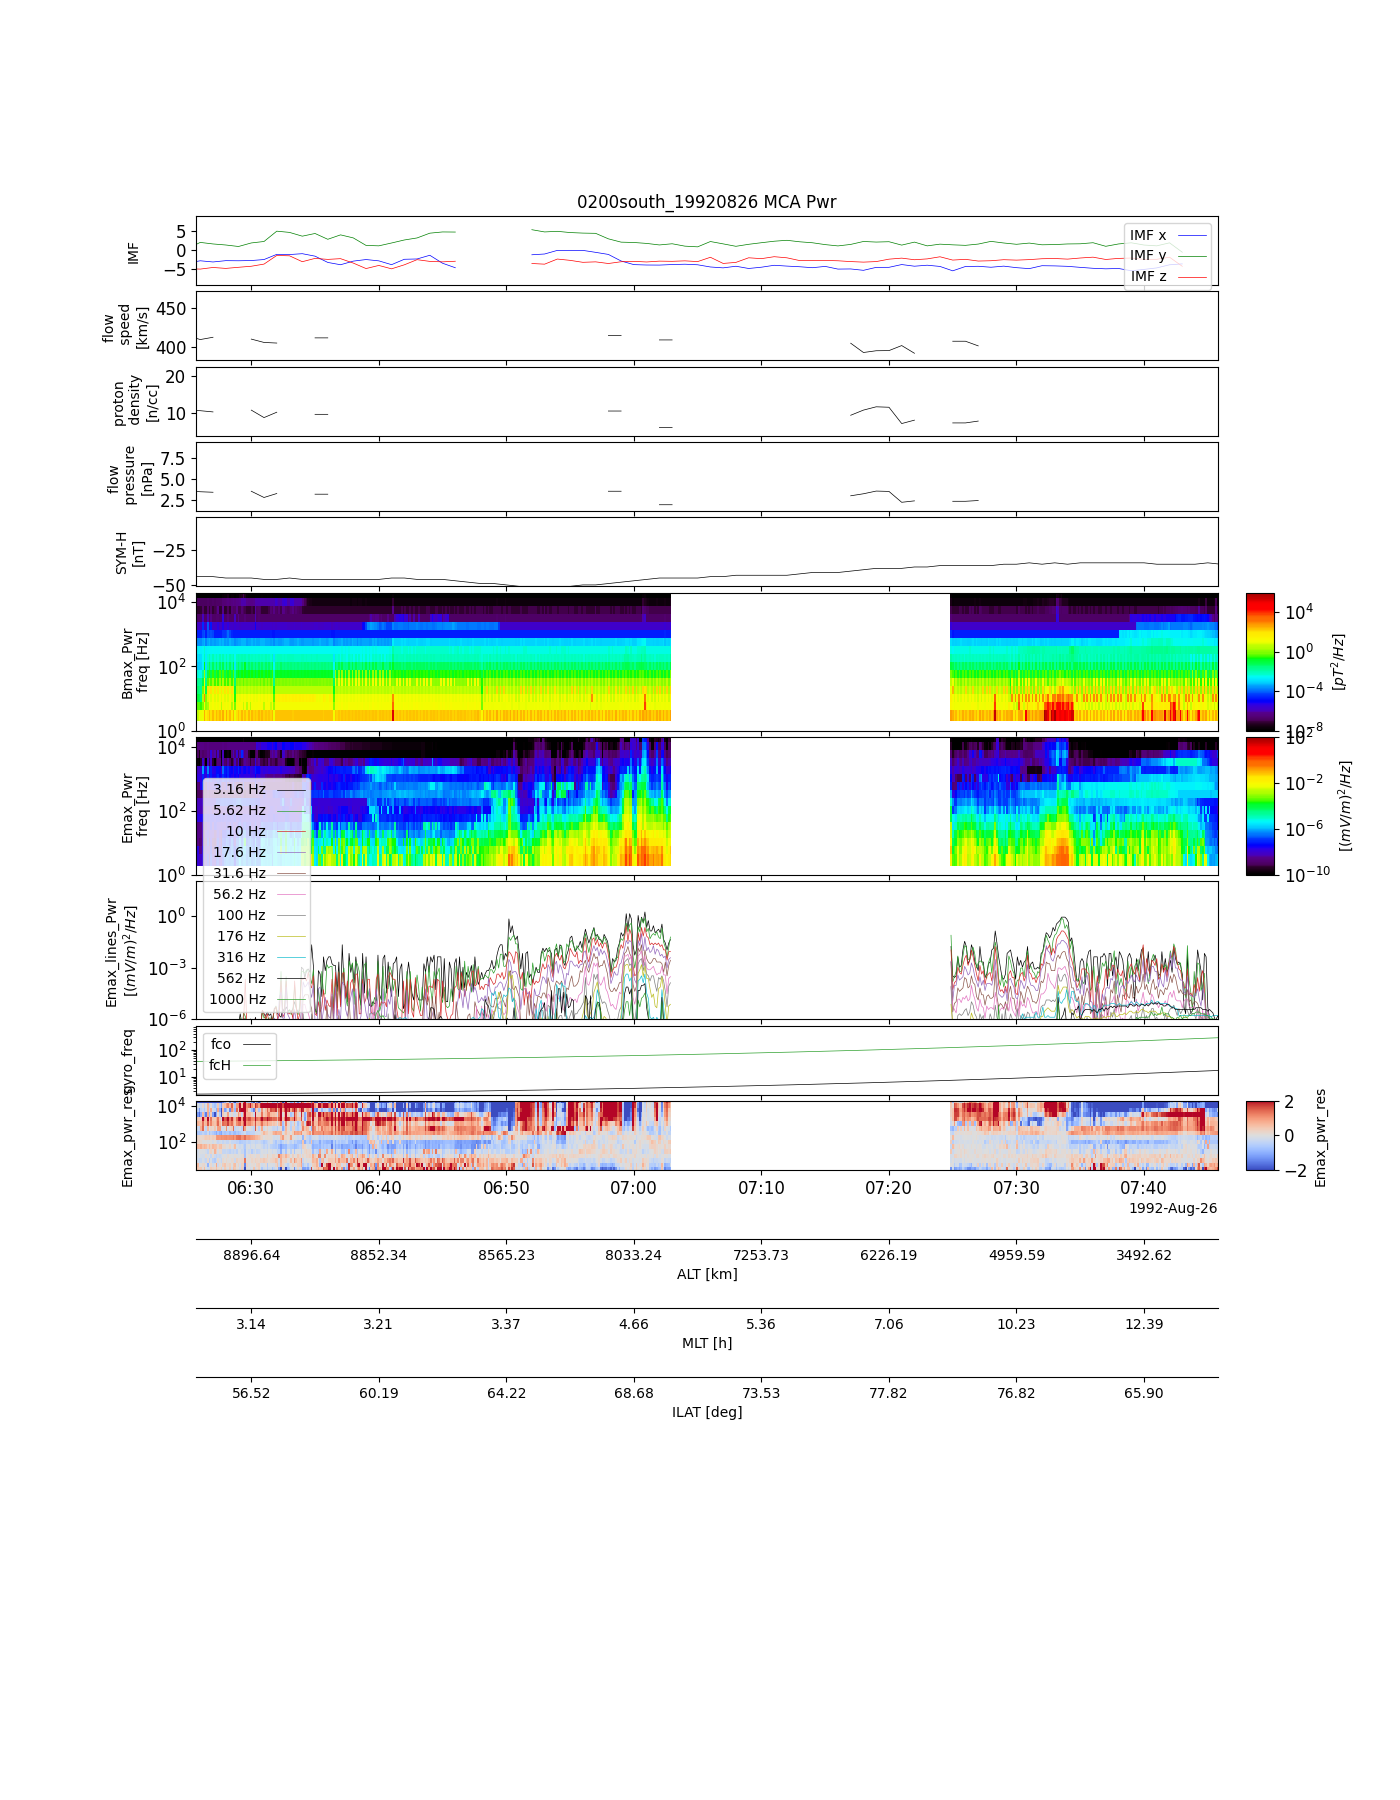 0200south_19920826 MCA Pwr
IMF
5
0
−5
IMF x
IMF y
IMF z
flow
speed
[km/s]
450
400
proton
density
[n/cc]
20
10
flow
pressure
[nPa]
7.5
5.0
2.5
SYM-H
[nT]
−25
−50
Bmax_Pwr
freq [Hz]
10^4
10^2
10^0
10^4
10^0
10^−4
10^−8
[pT^2/Hz]
Emax_Pwr
freq [Hz]
10^4
10^2
10^0
10^2
10^−2
10^−6
10^−10
[(mV/m)^2/Hz]
3.16 Hz
5.62 Hz
10 Hz
17.6 Hz
31.6 Hz
56.2 Hz
100 Hz
176 Hz
316 Hz
562 Hz
1000 Hz
Emax_lines_Pwr
[(mV/m)^2/Hz]
10^0
10^−3
10^−6
gyro_freq
10^2
10^1
fco
fcH
Emax_pwr_res
10^4
10^2
2
0
−2
Emax_pwr_res
06:30 06:40 06:50 07:00 07:10 07:20 07:30 07:40
1992-Aug-26
8896.64 8852.34 8565.23 8033.24 7253.73 6226.19 4959.59 3492.62
ALT [km]
3.14 3.21 3.37 4.66 5.36 7.06 10.23 12.39
MLT [h]
56.52 60.19 64.22 68.68 73.53 77.82 76.82 65.90
ILAT [deg]